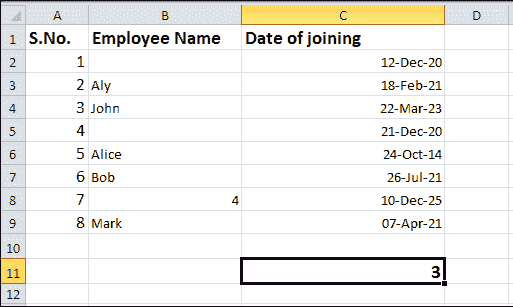 A B C D
1 S.No. Employee Name Date of joining
2 1 12-Dec-20
3 2 Aly 18-Feb-21
4 3 John 22-Mar-23
5 4 21-Dec-20
6 5 Alice 24-Oct-14
7 6 Bob 26-Jul-21
8 7 4 10-Dec-25
9 8 Mark 07-Apr-21
10
11 3
12